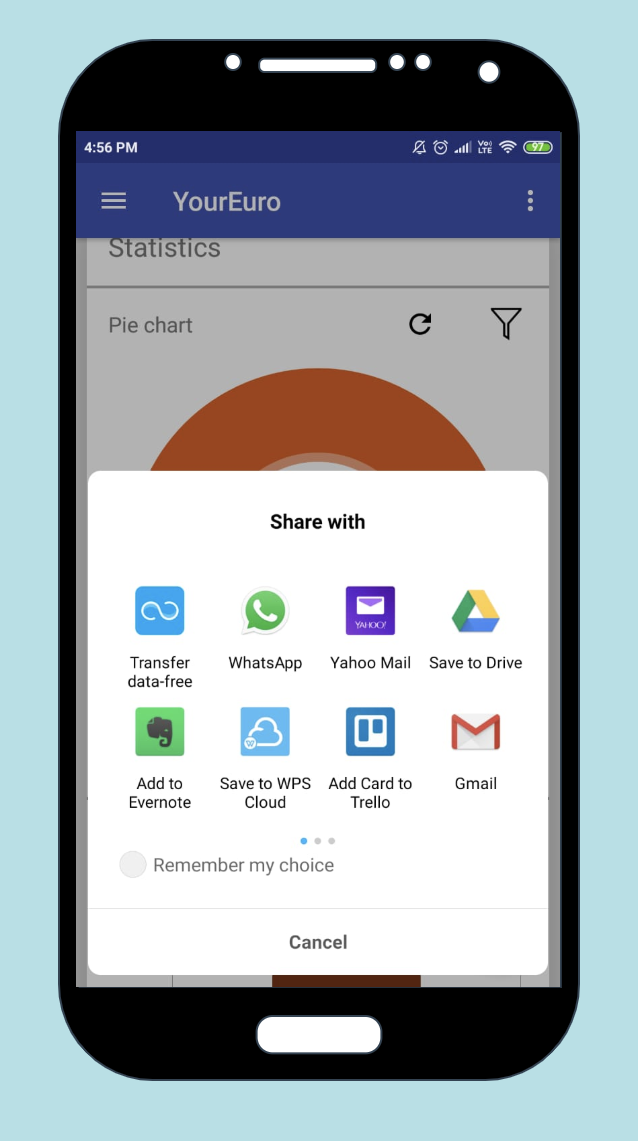 4:56 PM
Vo)
LTE
97
YourEuro
Statistics
Pie chart
Share with
YAHOO!
Transfer
data-free
WhatsApp
Yahoo Mail
Save to Drive
W
Add to
Evernote
Save to WPS
Cloud
Add Card to
Trello
Gmail
Remember my choice
Cancel